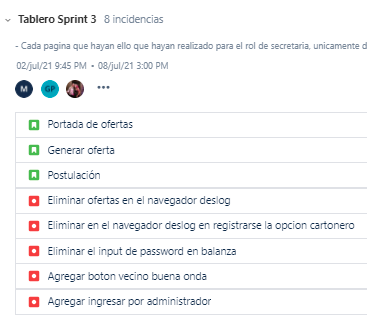 Tablero Sprint 3 8 incidencias
- Cada pagina que hayan ello que hayan realizado para el rol de secretaria, unicamente d
02/jul/21 9:45 PM • 08/jul/21 3:00 PM
M GP •••
Portada de ofertas
Generar oferta
Postulación
Eliminar ofertas en el navegador deslog
Eliminar en el navegador deslog en registrarse la opcion cartonero
Eliminar el input de password en balanza
Agregar boton vecino buena onda
Agregar ingresar por administrador